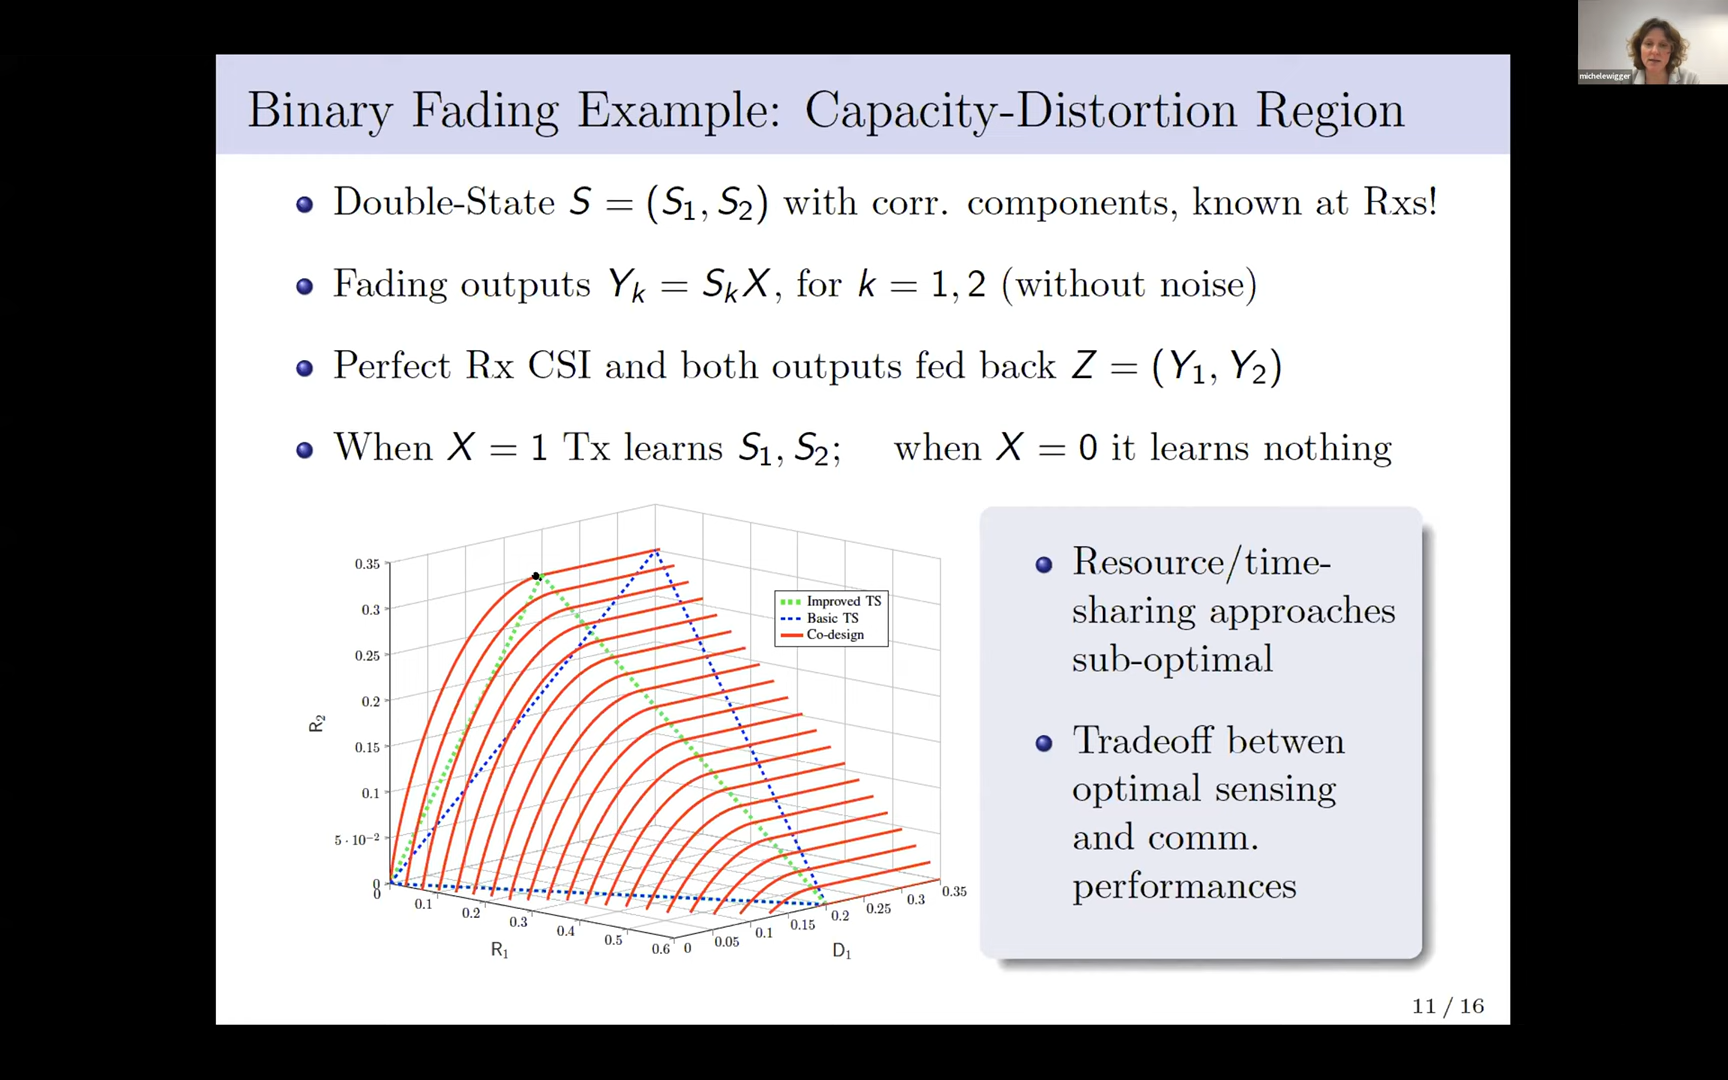 michelewigger
Binary Fading Example: Capacity-Distortion Region
Double-State S = (S₁, S₂) with corr. components, known at Rxs!
Fading outputs Yₖ = SₖX, for k = 1, 2 (without noise)
Perfect Rx CSI and both outputs fed back Z = (Y₁, Y₂)
When X = 1 Tx learns S₁, S₂; when X = 0 it learns nothing
0.35
0.3
0.25
0.2
0.15
0.1
5 · 10⁻²
0
R₂
0
0.1
0.2
0.3
0.4
0.5
0.6
R₁
0
0.05
0.1
0.15
0.2
0.25
0.3
0.35
D₁
Improved TS
Basic TS
Co-design
Resource/time-
sharing approaches
sub-optimal
Tradeoff betwen
optimal sensing
and comm.
performances
11 / 16